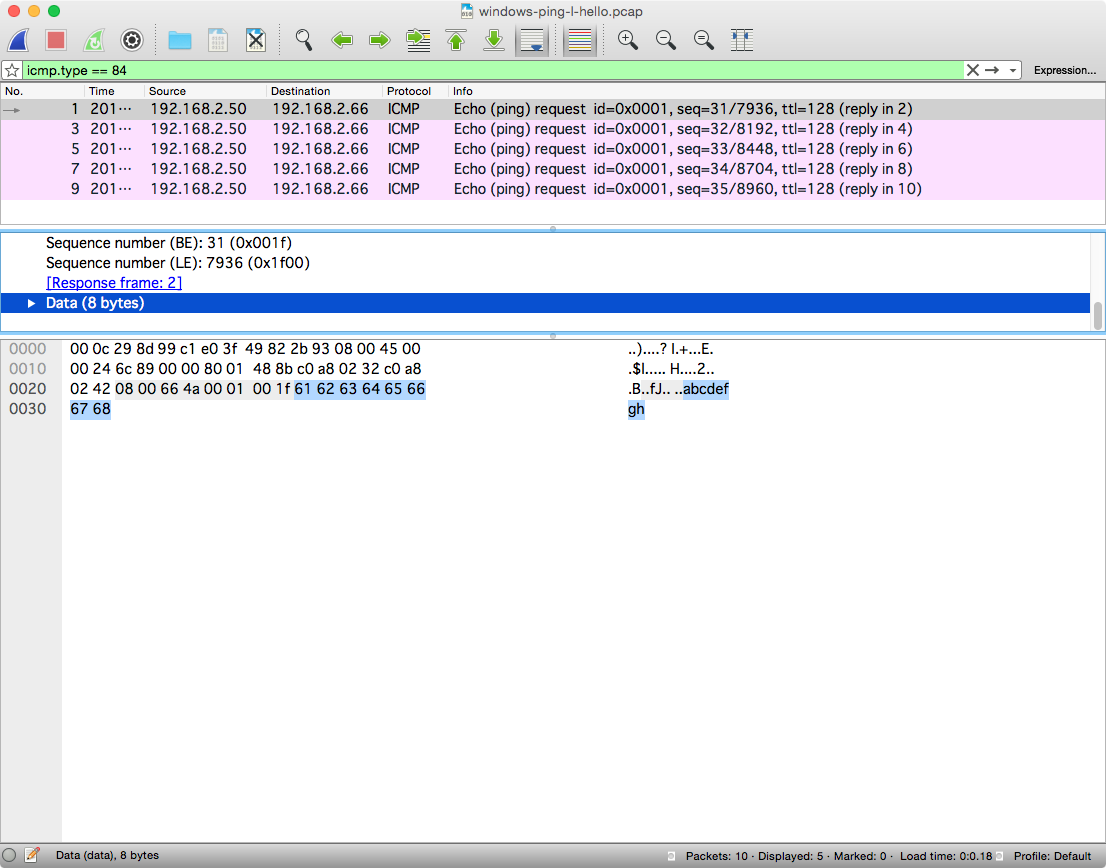 windows-ping-l-hello.pcap
icmp.type == 84
Expression...
No. Time Source Destination Protocol Info
1 201··· 192.168.2.50 192.168.2.66 ICMP Echo (ping) request id=0x0001, seq=31/7936, ttl=128 (reply in 2)
3 201··· 192.168.2.50 192.168.2.66 ICMP Echo (ping) request id=0x0001, seq=32/8192, ttl=128 (reply in 4)
5 201··· 192.168.2.50 192.168.2.66 ICMP Echo (ping) request id=0x0001, seq=33/8448, ttl=128 (reply in 6)
7 201··· 192.168.2.50 192.168.2.66 ICMP Echo (ping) request id=0x0001, seq=34/8704, ttl=128 (reply in 8)
9 201··· 192.168.2.50 192.168.2.66 ICMP Echo (ping) request id=0x0001, seq=35/8960, ttl=128 (reply in 10)
Sequence number (BE): 31 (0x001f)
Sequence number (LE): 7936 (0x1f00)
[Response frame: 2]
Data (8 bytes)
0000 00 0c 29 8d 99 c1 e0 3f 49 82 2b 93 08 00 45 00 ..)....? I.+...E.
0010 00 24 6c 89 00 00 80 01 48 8b c0 a8 02 32 c0 a8 .$l..... H....2..
0020 02 42 08 00 66 4a 00 01 00 1f 61 62 63 64 65 66 .B..fJ.. ..abcdef
0030 67 68 gh
Data (data), 8 bytes
Packets: 10 · Displayed: 5 · Marked: 0 · Load time: 0:0.18
Profile: Default